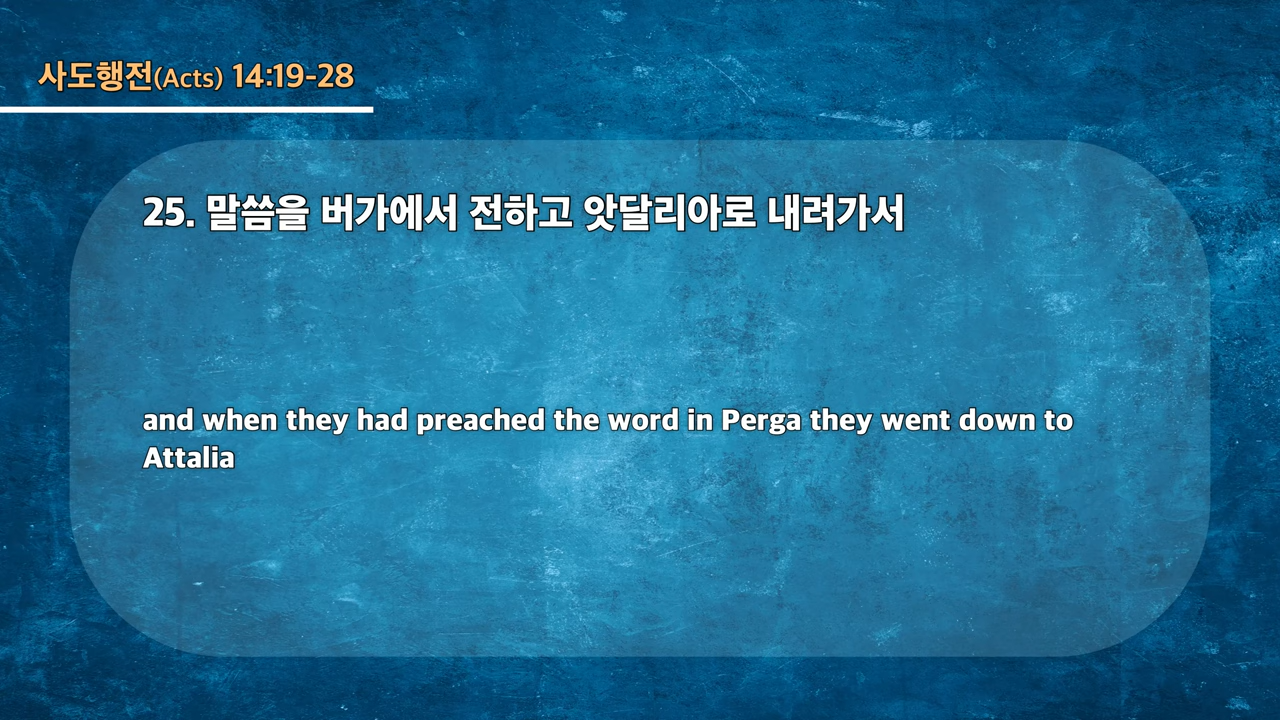 사도행전(Acts) 14:19-28
25. 말씀을 버가에서 전하고 앗달리아로 내려가서
and when they had preached the word in Perga they went down to
Attalia